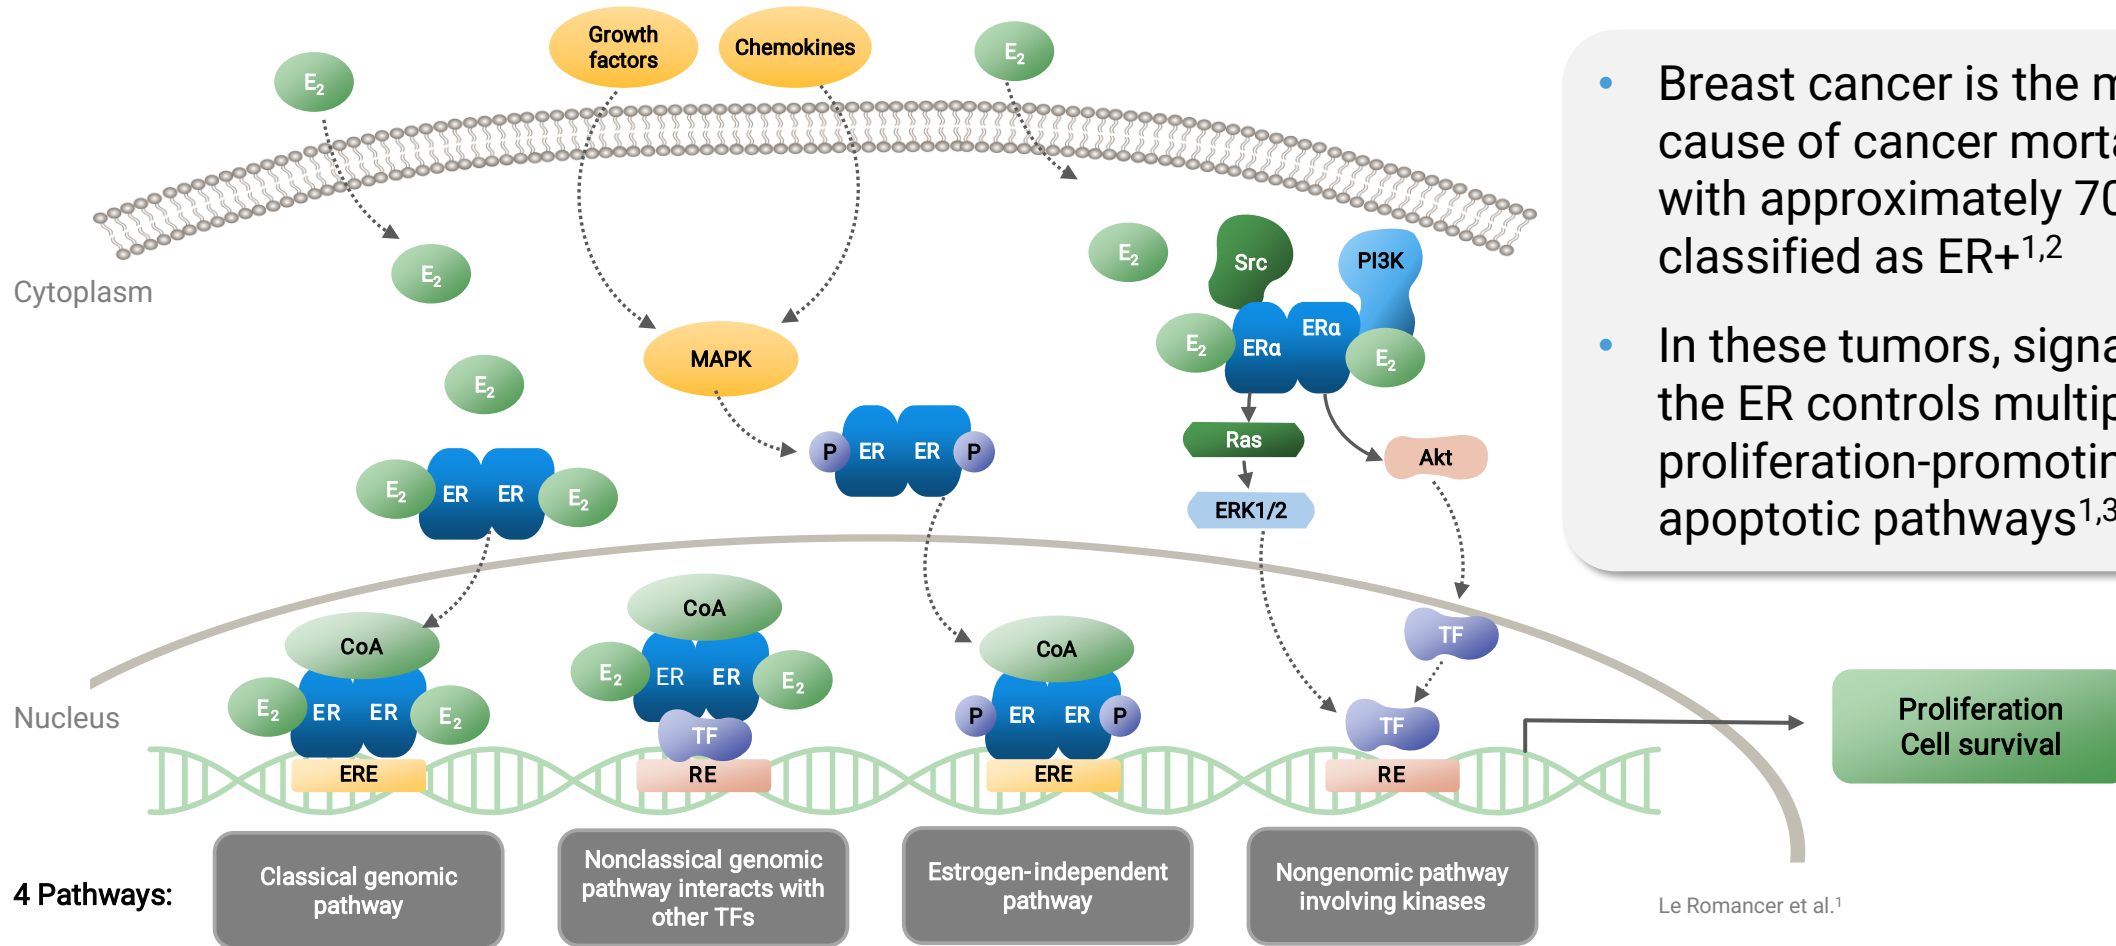 Growth
factors
Chemokines
E2
E2
E2
Cytoplasm
MAPK
E2
P ER ER P
E2 ER ER E2
E2
Src
PI3K
E2 ERα ERα E2
Ras
Akt
ERK1/2
TF
Nucleus
CoA
E2 ER ER E2
ERE
CoA
E2 ER ER E2
TF
RE
CoA
P ER ER P
ERE
TF
RE
Proliferation
Cell survival
4 Pathways:
Classical genomic
pathway
Nonclassical genomic
pathway interacts with
other TFs
Estrogen-independent
pathway
Nongenomic pathway
involving kinases
• Breast cancer is the
cause of cancer
with approximately 70
classified as ER+1,2
• In these tumors,
the ER controls
apoptotic pathways1,3
Le Romancer et al.1